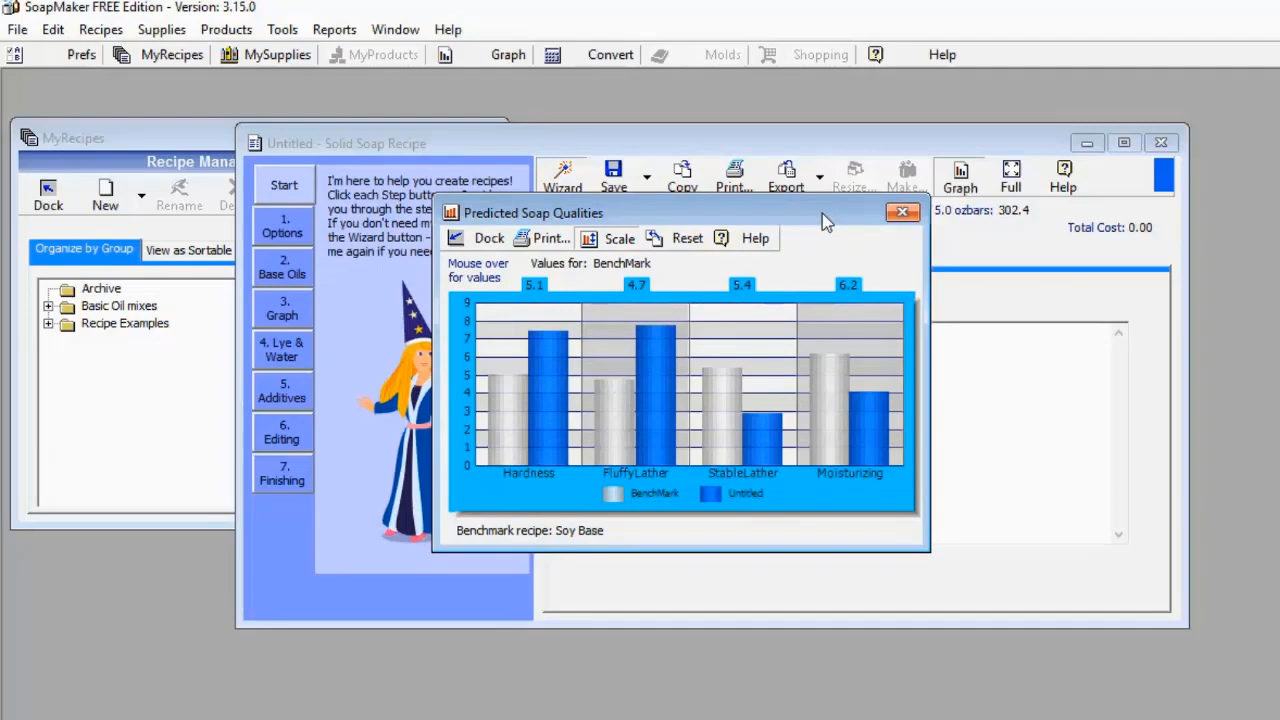 SoapMaker FREE Edition - Version: 3.15.0
File Edit Recipes Supplies Products Tools Reports Window Help
Prefs MyRecipes MySupplies MyProducts Graph Convert Molds Shopping Help
MyRecipes
Recipe Mana
Dock New Rename De
Organize by Group View as Sortable
Archive
Basic Oil mixes
Recipe Examples
Untitled - Solid Soap Recipe
Start
1.
Options
2.
Base Oils
3.
Graph
4. Lye &
Water
5.
Additives
6.
Editing
7.
Finishing
I'm here to help you create recipes!
Click each Step butt
you through the ste
If you don't need m
the Wizard button -
me again if you nee
Wizard Save Copy Print... Export Resize... Make... Graph Full Help
5.0 ozbars: 302.4
Total Cost: 0.00
Predicted Soap Qualities
Dock Print... Scale Reset Help
Mouse over
for values
Values for: BenchMark
5.1 4.7 5.4 6.2
9
8
7
6
5
4
3
2
1
0
Hardness FluffyLather StableLather Moisturizing
BenchMark Untitled
Benchmark recipe: Soy Base